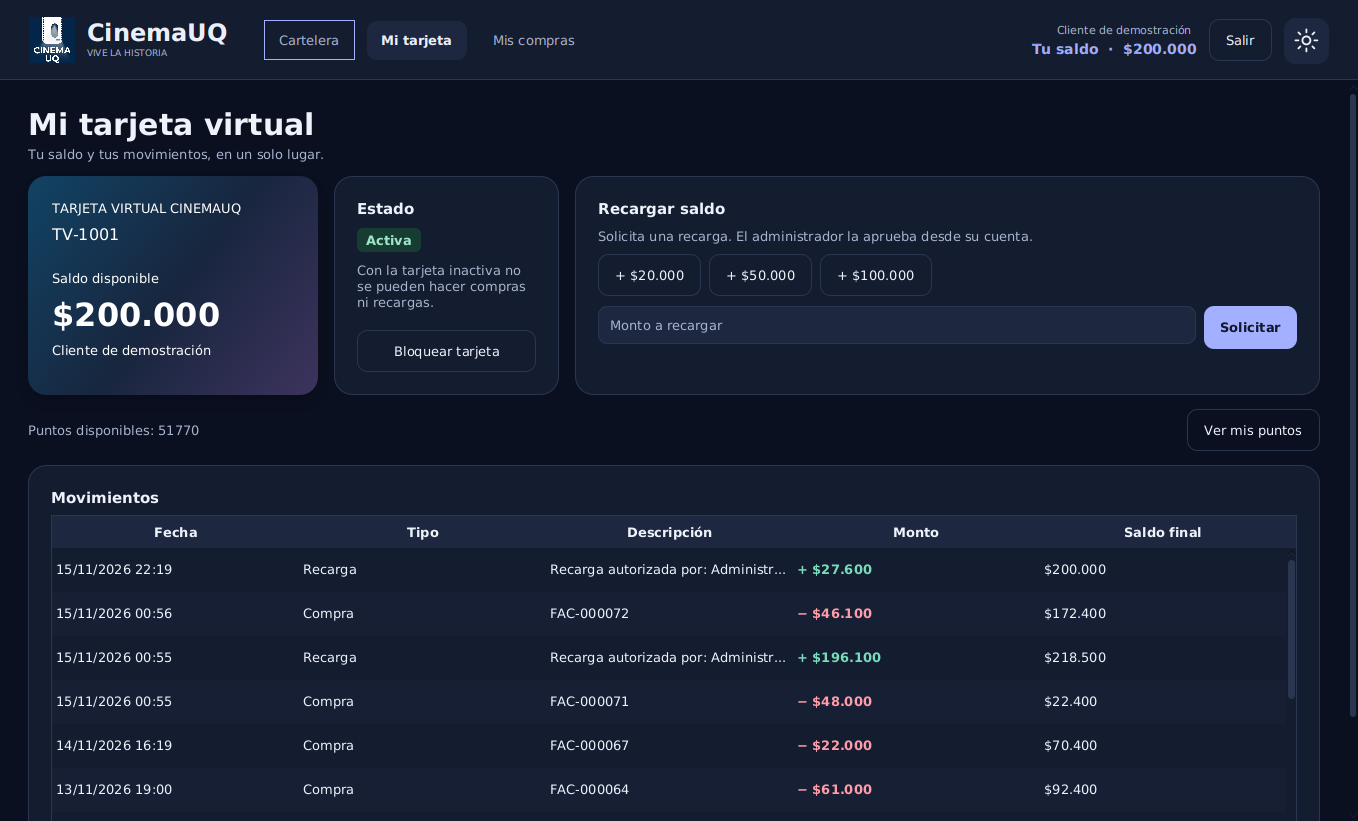 CINEMA
UQ
CinemaUQ
VIVE LA HISTORIA
Cartelera
Mi tarjeta
Mis compras
Cliente de demostración
Tu saldo · $200.000
Salir
Mi tarjeta virtual
Tu saldo y tus movimientos, en un solo lugar.
TARJETA VIRTUAL CINEMAUQ
TV-1001
Saldo disponible
$200.000
Cliente de demostración
Estado
Activa
Con la tarjeta inactiva no
se pueden hacer compras
ni recargas.
Bloquear tarjeta
Recargar saldo
Solicita una recarga. El administrador la aprueba desde su cuenta.
+ $20.000
+ $50.000
+ $100.000
Monto a recargar
Solicitar
Puntos disponibles: 51770
Ver mis puntos
Movimientos
Fecha Tipo Descripción Monto Saldo final
15/11/2026 22:19 Recarga Recarga autorizada por: Administr... + $27.600 $200.000
15/11/2026 00:56 Compra FAC-000072 − $46.100 $172.400
15/11/2026 00:55 Recarga Recarga autorizada por: Administr... + $196.100 $218.500
15/11/2026 00:55 Compra FAC-000071 − $48.000 $22.400
14/11/2026 16:19 Compra FAC-000067 − $22.000 $70.400
13/11/2026 19:00 Compra FAC-000064 − $61.000 $92.400